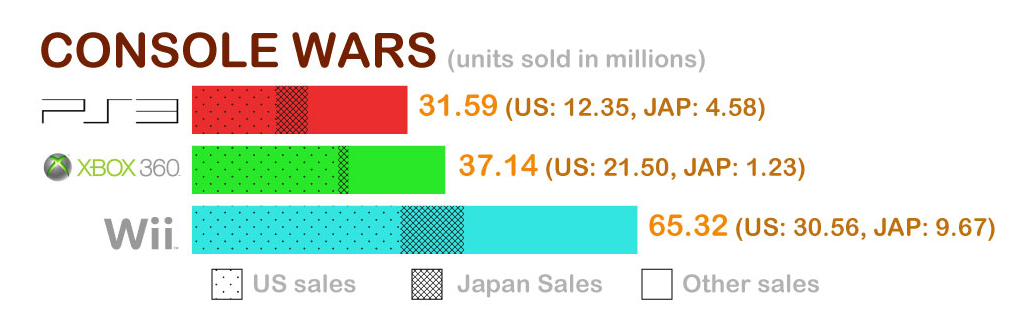 CONSOLE WARS (units sold in millions)
PS3 31.59 (US: 12.35, JAP: 4.58)
XBOX 360 37.14 (US: 21.50, JAP: 1.23)
Wii 65.32 (US: 30.56, JAP: 9.67)
US sales Japan Sales Other sales